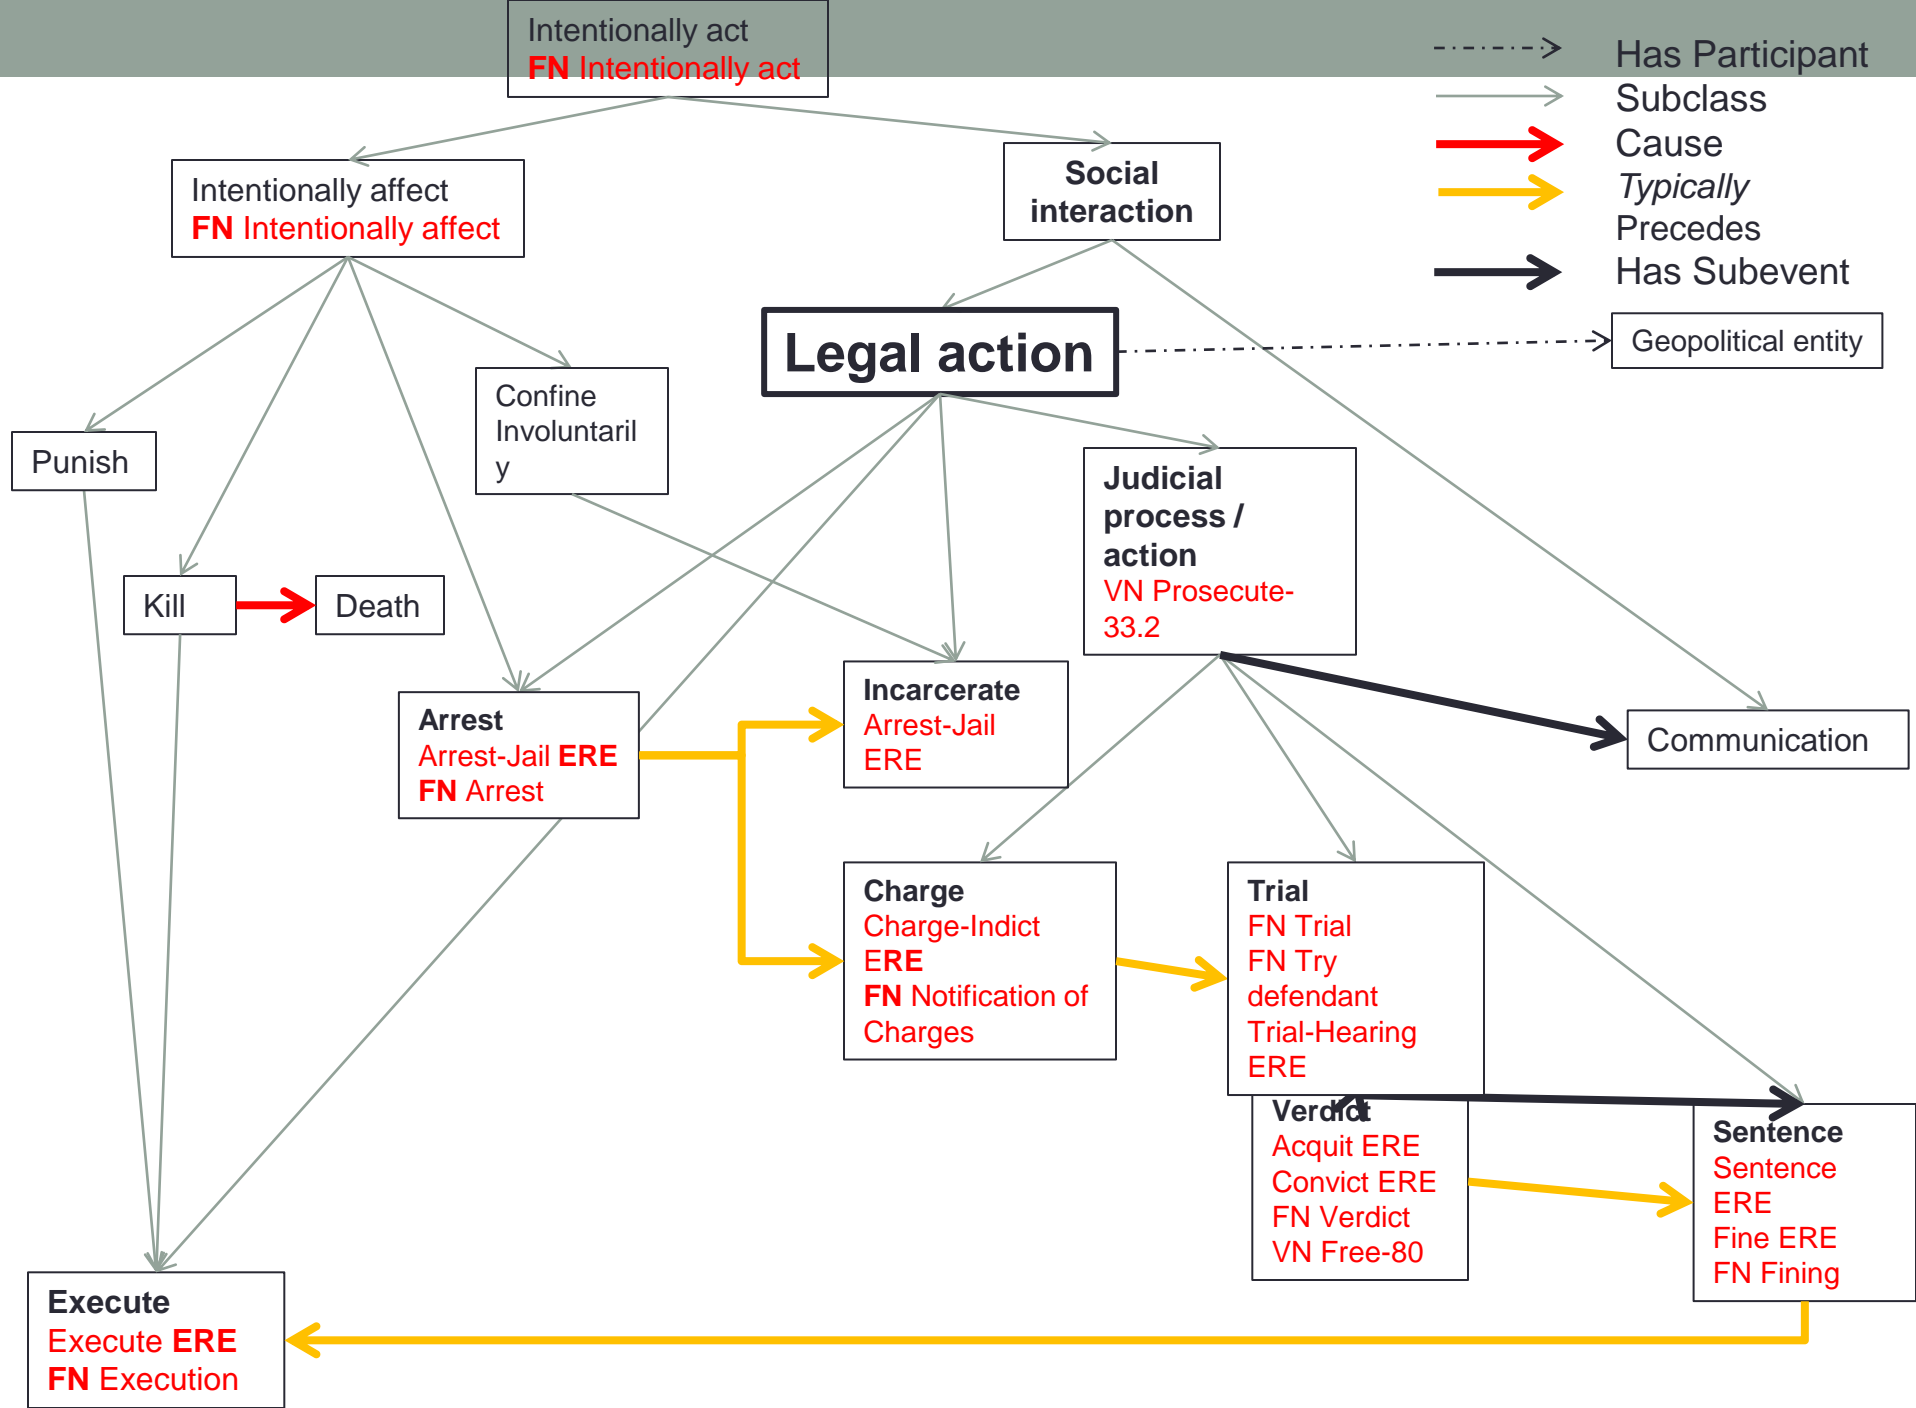 Intentionally act
FN Intentionally act
Has Participant
Subclass
Cause
Typically
Precedes
Has Subevent
Intentionally affect
FN Intentionally affect
Social
interaction
Legal action
Geopolitical entity
Confine
Involuntaril
y
Punish
Judicial
process /
action
VN Prosecute-
33.2
Kill
Death
Arrest
Arrest-Jail ERE
FN Arrest
Incarcerate
Arrest-Jail
ERE
Communication
Charge
Charge-Indict
ERE
FN Notification of
Charges
Trial
FN Trial
FN Try
defendant
Trial-Hearing
ERE
Verdict
Acquit ERE
Convict ERE
FN Verdict
VN Free-80
Sentence
Sentence
ERE
Fine ERE
FN Fining
Execute
Execute ERE
FN Execution